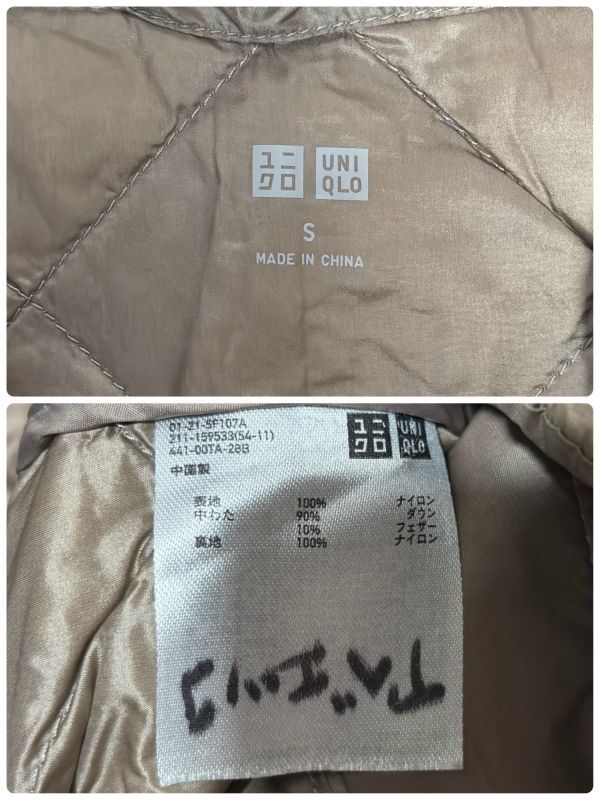 ユニ
クロ
UNI
QLO
S
MADE IN CHINA
01-21-SF107A
211-159533(54-11)
441-00TA-28B
中国製
ユニ
クロ
UNI
QLO
表地 100% ナイロン
中わた 90% ダウン
10% フェザー
裏地 100% ナイロン